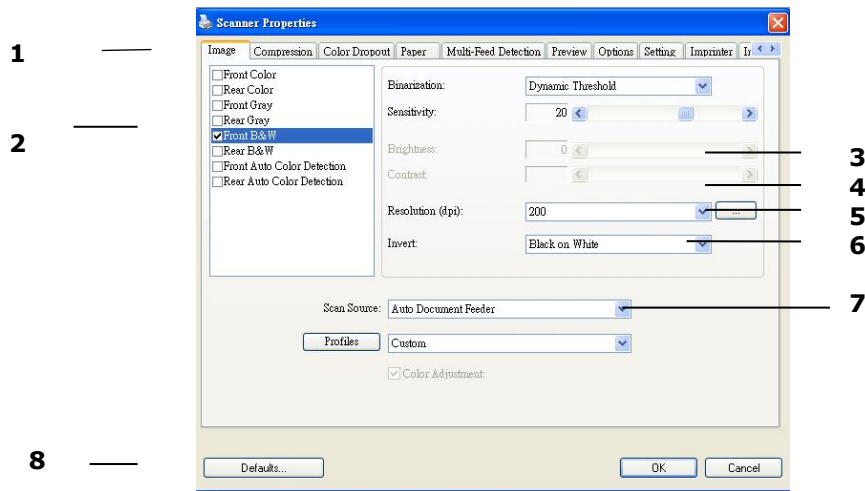 Scanner Properties
Image Compression Color Dropout Paper Multi-Feed Detection Preview Options Setting Imprinter
1
Front Color
Rear Color
Front Gray
Rear Gray
Front B&W
Rear B&W
Front Auto Color Detection
Rear Auto Color Detection
2
Binarization: Dynamic Threshold
Sensitivity: 20
Brightness: 0
3
Contrast:
4
Resolution (dpi): 200 ...
5
Invert: Black on White
6
Scan Source: Auto Document Feeder
7
Profiles Custom
Color Adjustment:
8
Defaults... OK Cancel